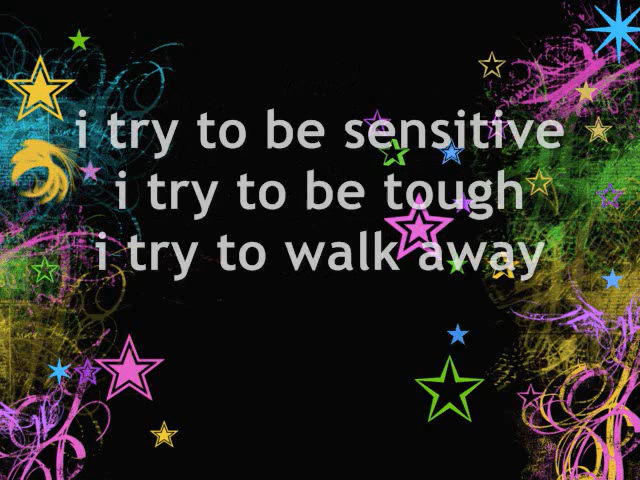 i try to be sensitive
i try to be tough
i try to walk away